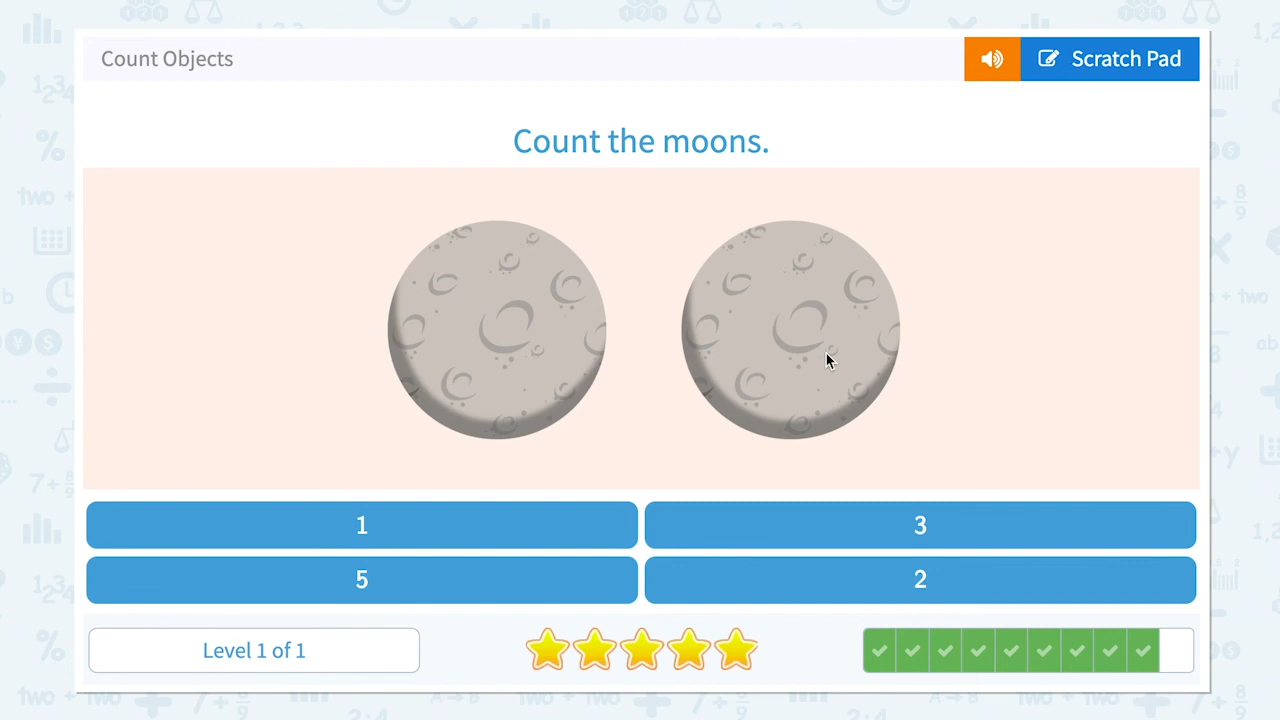 Count Objects
Scratch Pad
Count the moons.
1
3
5
2
Level 1 of 1